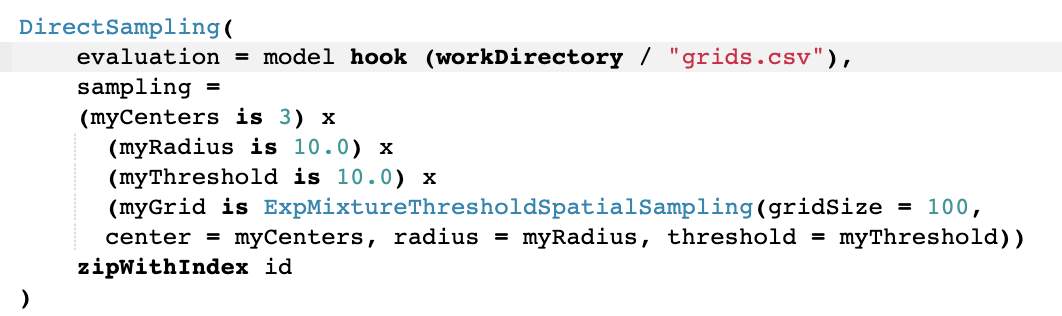 DirectSampling(
    evaluation = model hook (workDirectory / "grids.csv"),
    sampling =
    (myCenters is 3) x
      (myRadius is 10.0) x
      (myThreshold is 10.0) x
      (myGrid is ExpMixtureThresholdSpatialSampling(gridSize = 100,
      center = myCenters, radius = myRadius, threshold = myThreshold))
    zipWithIndex id
)